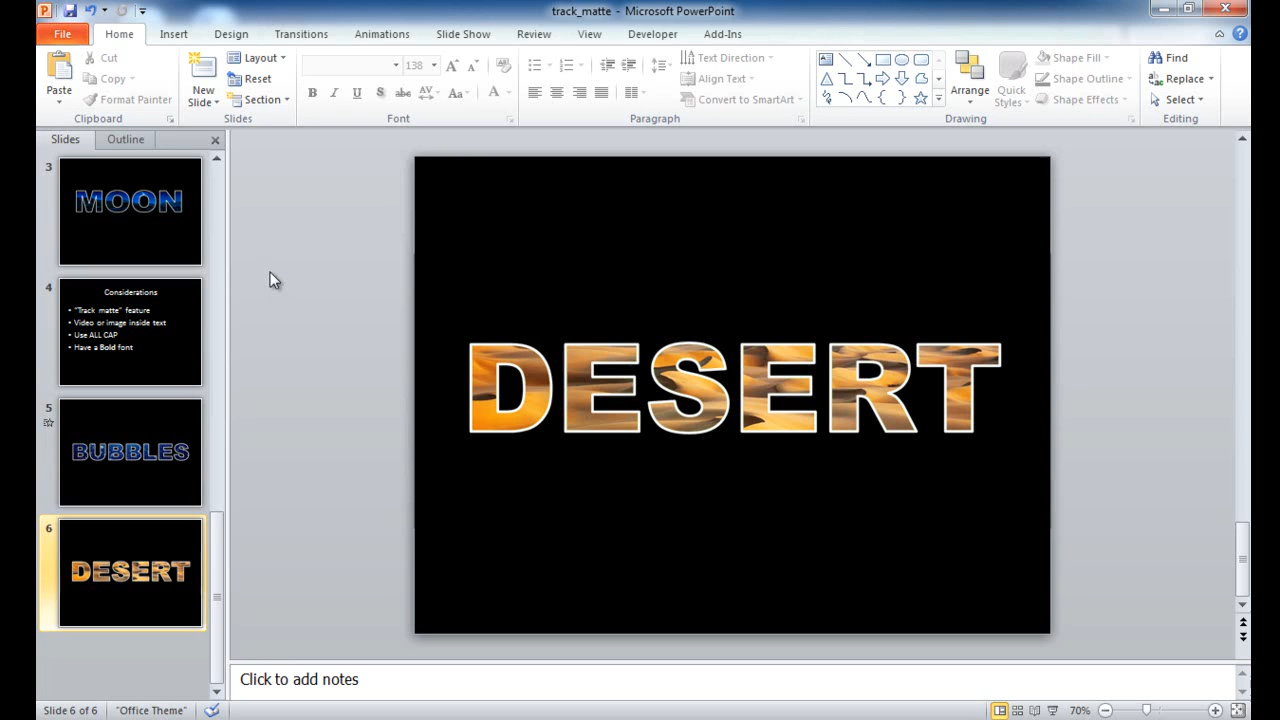 track_matte - Microsoft PowerPoint
File Home Insert Design Transitions Animations Slide Show Review View Developer Add-Ins
Paste
Cut
Copy
Format Painter
Clipboard
New
Slide
Layout
Reset
Section
Slides
138
B I U S abc AV Aa A
Font
Text Direction
Align Text
Convert to SmartArt
Paragraph
Arrange
Quick
Styles
Shape Fill
Shape Outline
Shape Effects
Drawing
Find
Replace
Select
Editing
Slides Outline
3
MOON
4
Considerations
• "Track matte" feature
• Video or image inside text
• Use ALL CAP
• Have a Bold font
5
BUBBLES
6
DESERT
DESERT
Click to add notes
Slide 6 of 6 "Office Theme" 70%